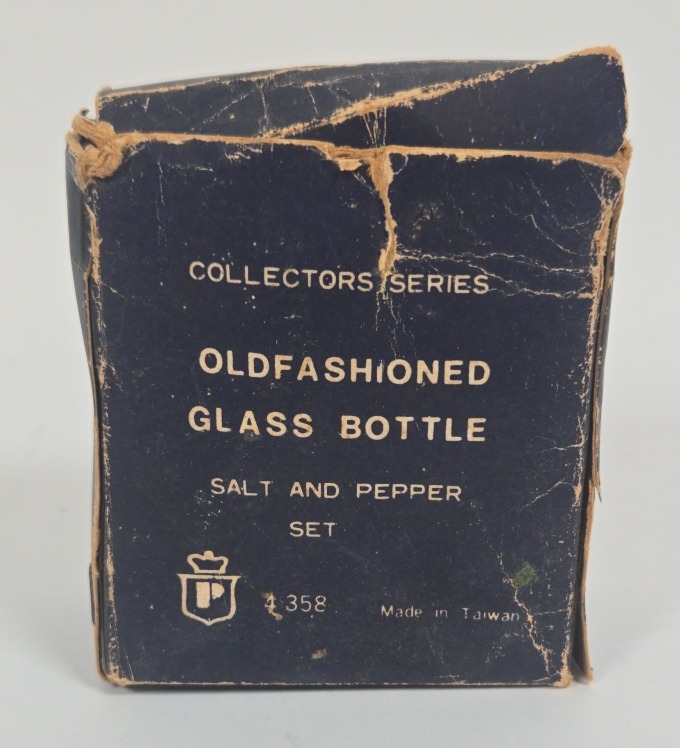 COLLECTORS SERIES
OLDFASHIONED
GLASS BOTTLE
SALT AND PEPPER
SET
P
4358
Made in Taiwan